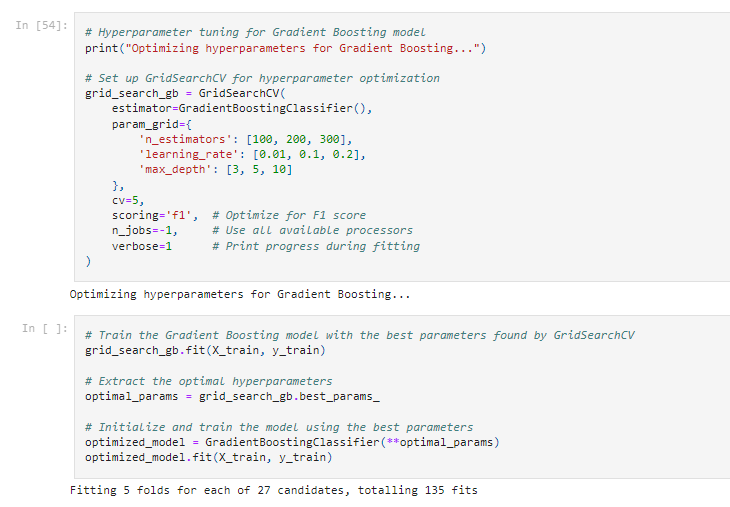 In [54]:
# Hyperparameter tuning for Gradient Boosting model
print("Optimizing hyperparameters for Gradient Boosting...")
# Set up GridSearchCV for hyperparameter optimization
grid_search_gb = GridSearchCV(
    estimator=GradientBoostingClassifier(),
    param_grid={
        'n_estimators': [100, 200, 300],
        'learning_rate': [0.01, 0.1, 0.2],
        'max_depth': [3, 5, 10]
    },
    cv=5,
    scoring='f1',  # Optimize for F1 score
    n_jobs=-1,     # Use all available processors
    verbose=1      # Print progress during fitting
)
Optimizing hyperparameters for Gradient Boosting...
In [ ]:
# Train the Gradient Boosting model with the best parameters found by GridSearchCV
grid_search_gb.fit(X_train, y_train)
# Extract the optimal hyperparameters
optimal_params = grid_search_gb.best_params_
# Initialize and train the model using the best parameters
optimized_model = GradientBoostingClassifier(**optimal_params)
optimized_model.fit(X_train, y_train)
Fitting 5 folds for each of 27 candidates, totalling 135 fits